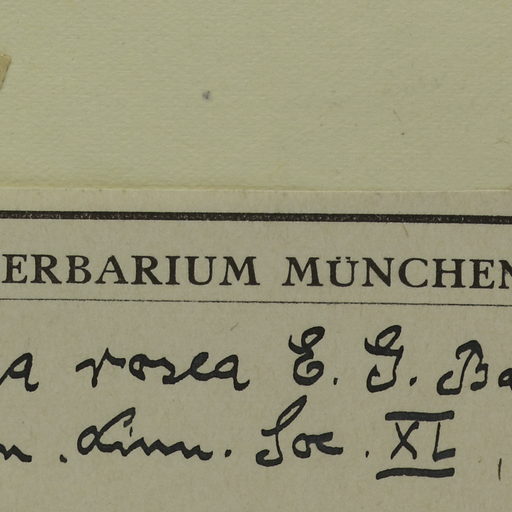 ERBARIUM MÜNCHEN
a rosea E. G. Ba
n. Linn. Soc. XL